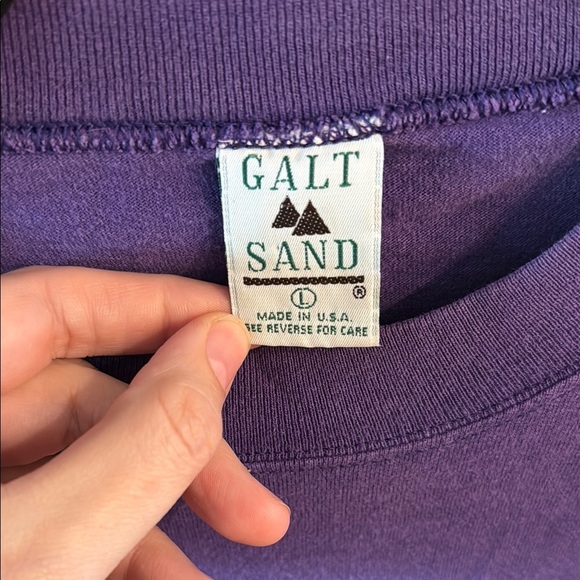 GALT
SAND
L ®
MADE IN U.S.A.
SEE REVERSE FOR CARE